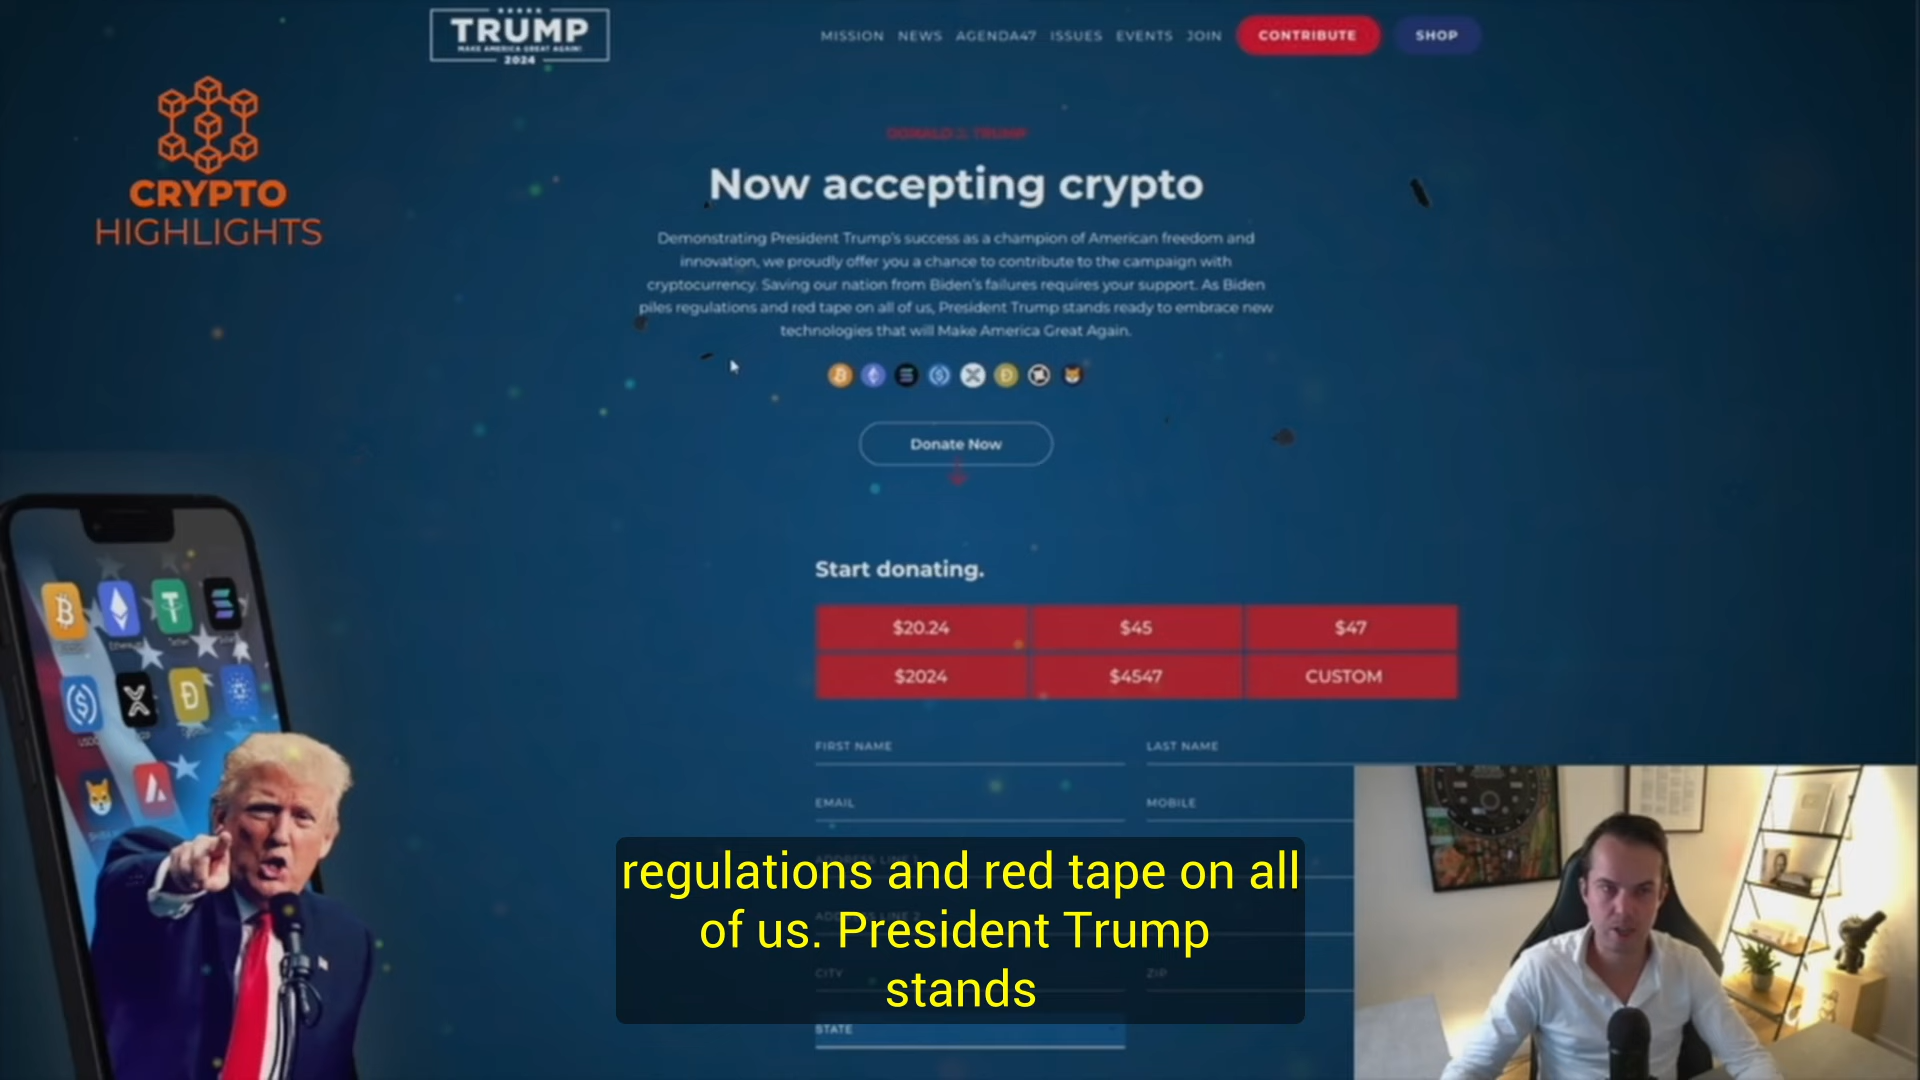 TRUMP
MAKE AMERICA GREAT AGAIN!
2024
MISSION NEWS AGENDA47 ISSUES EVENTS JOIN CONTRIBUTE SHOP
CRYPTO
HIGHLIGHTS
DONALD J. TRUMP
Now accepting crypto
Demonstrating President Trump's success as a champion of American freedom and
innovation, we proudly offer you a chance to contribute to the campaign with
cryptocurrency. Saving our nation from Biden's failures requires your support. As Biden
piles regulations and red tape on all of us, President Trump stands ready to embrace new
technologies that will Make America Great Again.
Donate Now
Start donating.
$20.24 $45 $47
$2024 $4547 CUSTOM
FIRST NAME LAST NAME
EMAIL MOBILE
regulations and red tape on all
of us. President Trump
stands
ADDRESS LINE 2
CITY ZIP
STATE